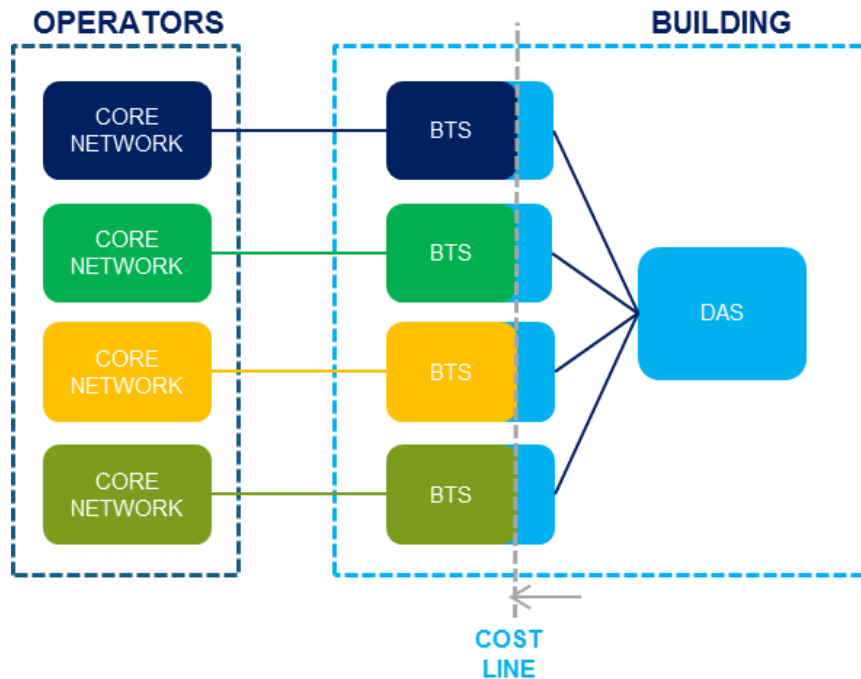 OPERATORS
BUILDING
CORE
NETWORK
BTS
CORE
NETWORK
BTS
DAS
CORE
NETWORK
BTS
CORE
NETWORK
BTS
COST
LINE